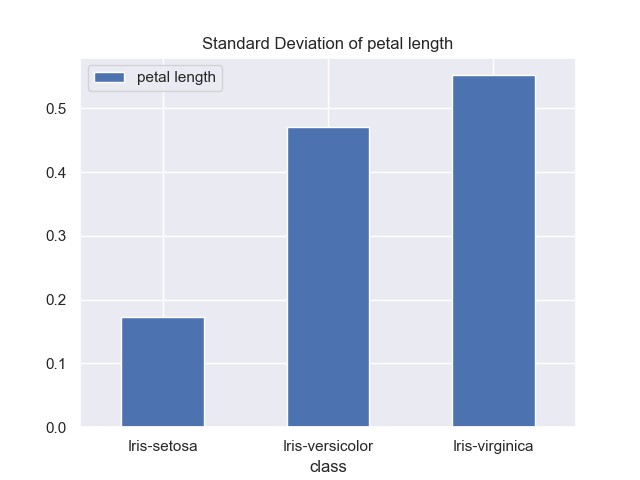 Standard Deviation of petal length
petal length
0.5
0.4
0.3
0.2
0.1
0.0
Iris-setosa Iris-versicolor Iris-virginica
class